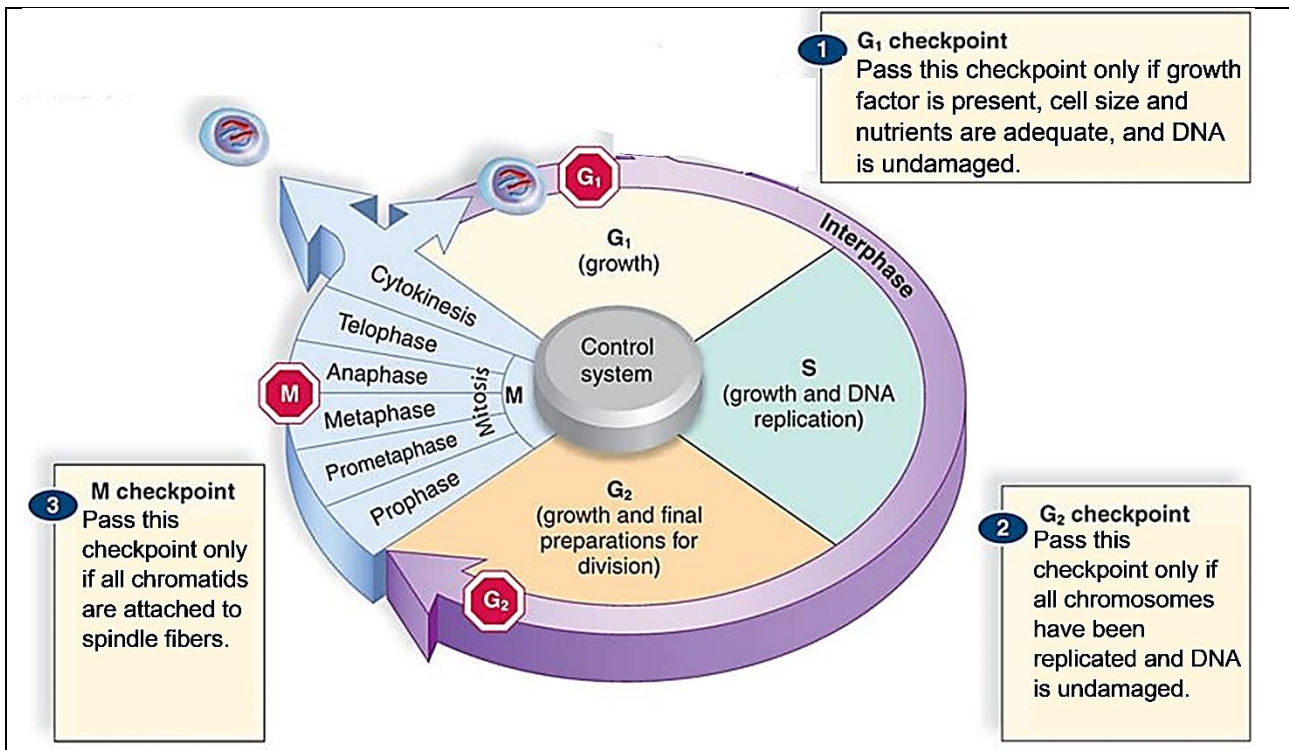 1
G₁ checkpoint
Pass this checkpoint only if growth
factor is present, cell size and
nutrients are adequate, and DNA
is undamaged.
G₁
Interphase
G₁
(growth)
Cytokinesis
Telophase
Anaphase
Metaphase
Prometaphase
Prophase
Mitosis
M
M
Control
system
S
(growth and DNA
replication)
G₂
(growth and final
preparations for
division)
G₂
3
M checkpoint
Pass this
checkpoint only
if all chromatids
are attached to
spindle fibers.
2
G₂ checkpoint
Pass this
checkpoint only if
all chromosomes
have been
replicated and DNA
is undamaged.